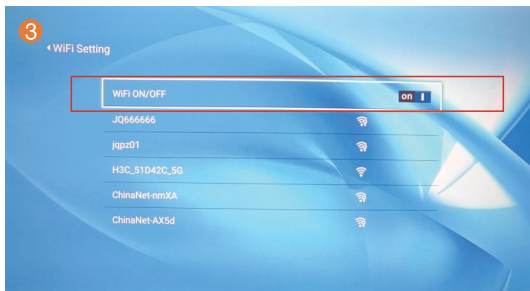 3
WiFi Setting
WiFi ON/OFF
on
JQ666666
jqpz01
H3C_51D42C_5G
ChinaNet-nmXA
ChinaNet-AX5d